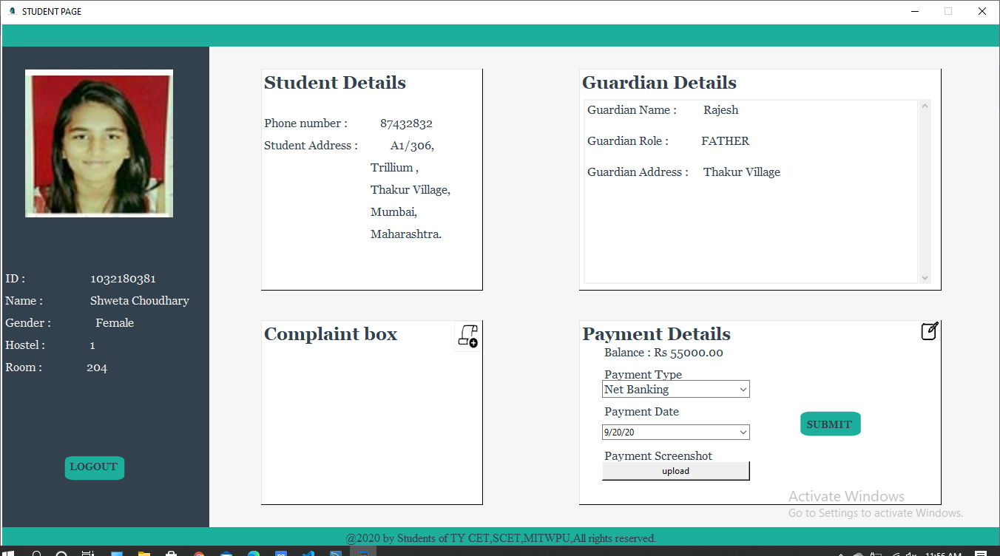 STUDENT PAGE
ID : 1032180381
Name : Shweta Choudhary
Gender : Female
Hostel : 1
Room : 204
LOGOUT
Student Details
Phone number : 87432832
Student Address : A1/306,
Trillium ,
Thakur Village,
Mumbai,
Maharashtra.
Guardian Details
Guardian Name : Rajesh
Guardian Role : FATHER
Guardian Address : Thakur Village
Complaint box
Payment Details
Balance : Rs 55000.00
Payment Type
Net Banking
Payment Date
9/20/20
SUBMIT
Payment Screenshot
upload
Activate Windows
Go to Settings to activate Windows.
@2020 by Students of TY CET,SCET,MITWPU,All rights reserved.
11:56 AM